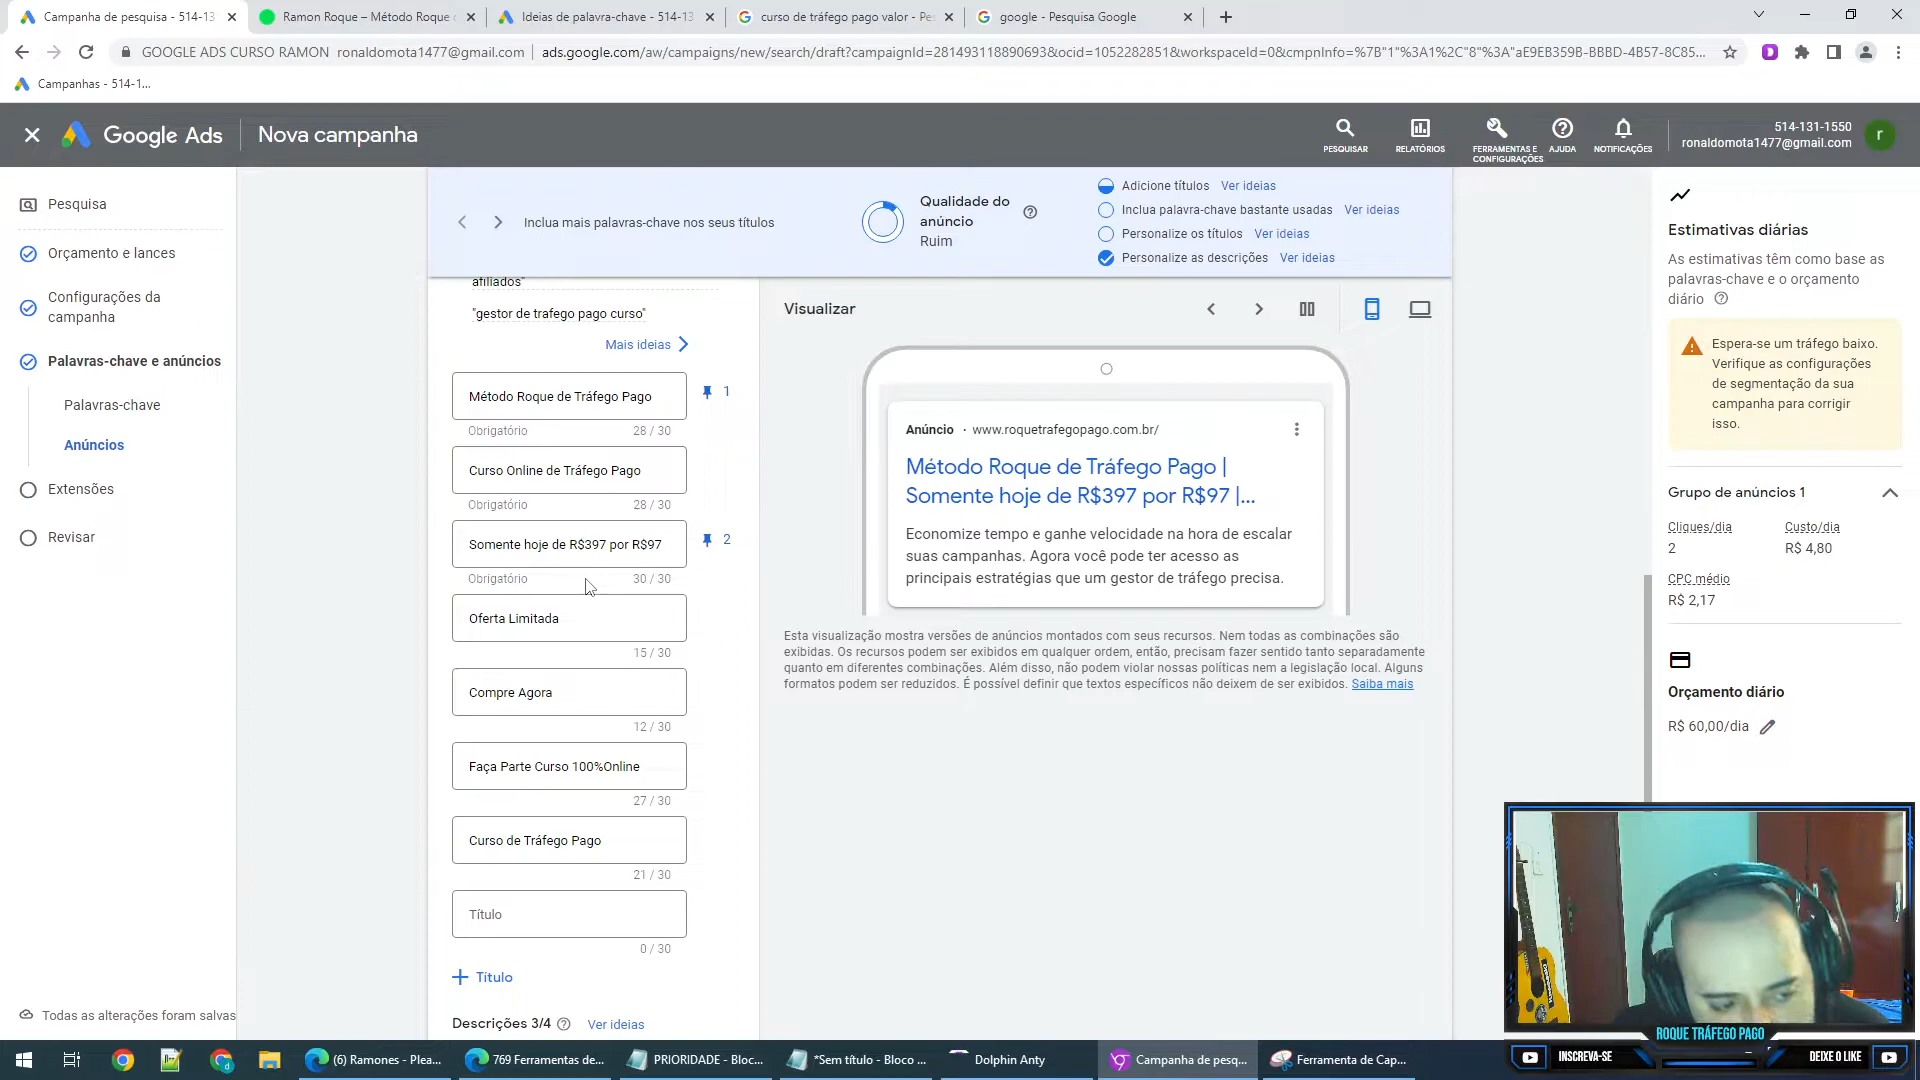 Campanha de pesquisa - 514-13
Ramon Roque – Método Roque
Ideias de palavra-chave - 514-13
curso de tráfego pago valor - Pe
google - Pesquisa Google
GOOGLE ADS CURSO RAMON ronaldomota1477@gmail.com
ads.google.com/aw/campaigns/new/search/draft?campaignId=281493118890693&ocid=1052282851&workspaceId=0&cmpnInfo=%7B"1"%3A1%2C"8"%3A"aE9EB359B-BBBD-4B57-8C85...
Campanhas - 514-1...
Google Ads
Nova campanha
PESQUISAR
RELATÓRIOS
FERRAMENTAS E CONFIGURAÇÕES
AJUDA
NOTIFICAÇÕES
514-131-1550
ronaldomota1477@gmail.com
r
Pesquisa
Orçamento e lances
Configurações da
campanha
Palavras-chave e anúncios
Palavras-chave
Anúncios
Extensões
Revisar
Todas as alterações foram salvas
Inclua mais palavras-chave nos seus títulos
Qualidade do
anúncio
Ruim
Adicione títulos Ver ideias
Inclua palavra-chave bastante usadas Ver ideias
Personalize os títulos Ver ideias
Personalize as descrições Ver ideias
afiliados"
"gestor de trafego pago curso"
Mais ideias
Método Roque de Tráfego Pago
1
Obrigatório 28 / 30
Curso Online de Tráfego Pago
Obrigatório 28 / 30
Somente hoje de R$397 por R$97
2
Obrigatório 30 / 30
Oferta Limitada
15 / 30
Compre Agora
12 / 30
Faça Parte Curso 100%Online
27 / 30
Curso de Tráfego Pago
21 / 30
Título
0 / 30
Título
Descrições 3/4 Ver ideias
Visualizar
Anúncio · www.roquetrafegopago.com.br/
Método Roque de Tráfego Pago |
Somente hoje de R$397 por R$97 |...
Economize tempo e ganhe velocidade na hora de escalar
suas campanhas. Agora você pode ter acesso as
principais estratégias que um gestor de tráfego precisa.
Esta visualização mostra versões de anúncios montados com seus recursos. Nem todas as combinações são
exibidas. Os recursos podem ser exibidos em qualquer ordem, então, precisam fazer sentido tanto separadamente
quanto em diferentes combinações. Além disso, não podem violar nossas políticas nem a legislação local. Alguns
formatos podem ser reduzidos. É possível definir que textos específicos não deixem de ser exibidos. Saiba mais
Estimativas diárias
As estimativas têm como base as
palavras-chave e o orçamento
diário
Espera-se um tráfego baixo.
Verifique as configurações
de segmentação da sua
campanha para corrigir
isso.
Grupo de anúncios 1
Cliques/dia Custo/dia
2 R$ 4,80
CPC médio
R$ 2,17
Orçamento diário
R$ 60,00/dia
ROQUE TRÁFEGO PAGO
INSCREVA-SE
DEIXE O LIKE
(6) Ramones - Plea...
769 Ferramentas de...
PRIORIDADE - Bloc...
*Sem título - Bloco ...
Dolphin Anty
Campanha de pesq...
Ferramenta de Cap...